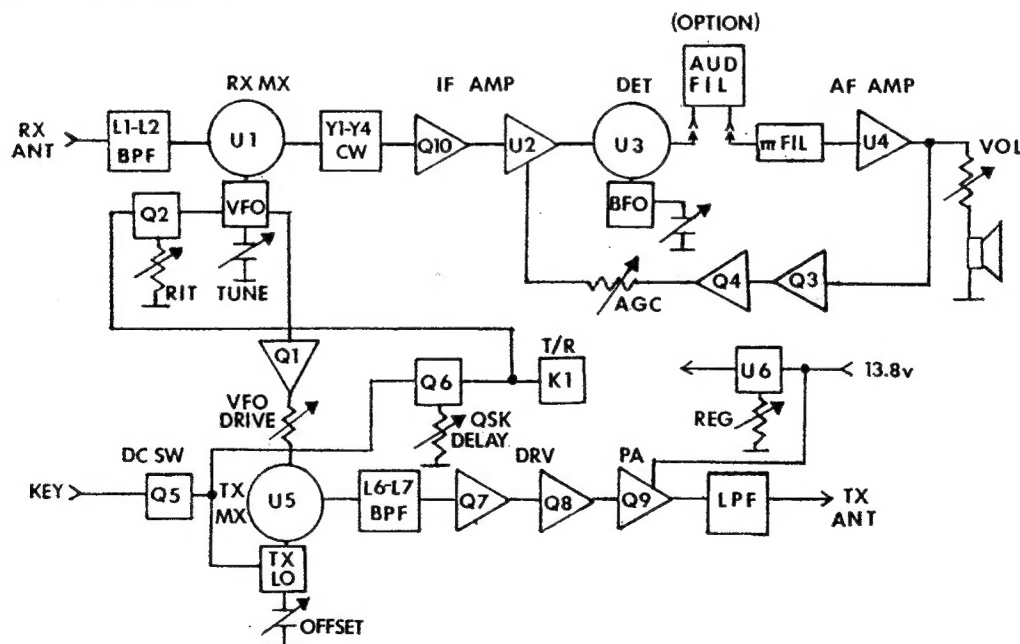 (OPTION)
AUD
FIL
RX MX
IF AMP
DET
AF AMP
RX
ANT
L1-L2
BPF
U1
Y1-Y4
CW
Q10
U2
U3
π FIL
U4
VOL
Q2
VFO
BFO
RIT
TUNE
AGC
Q4
Q3
Q1
T/R
Q6
K1
U6
13.8v
VFO
DRIVE
QSK
DELAY
REG
DC SW
DRV
PA
KEY
Q5
TX
MX
U5
L6-L7
BPF
Q7
Q8
Q9
LPF
TX
ANT
TX
LO
OFFSET